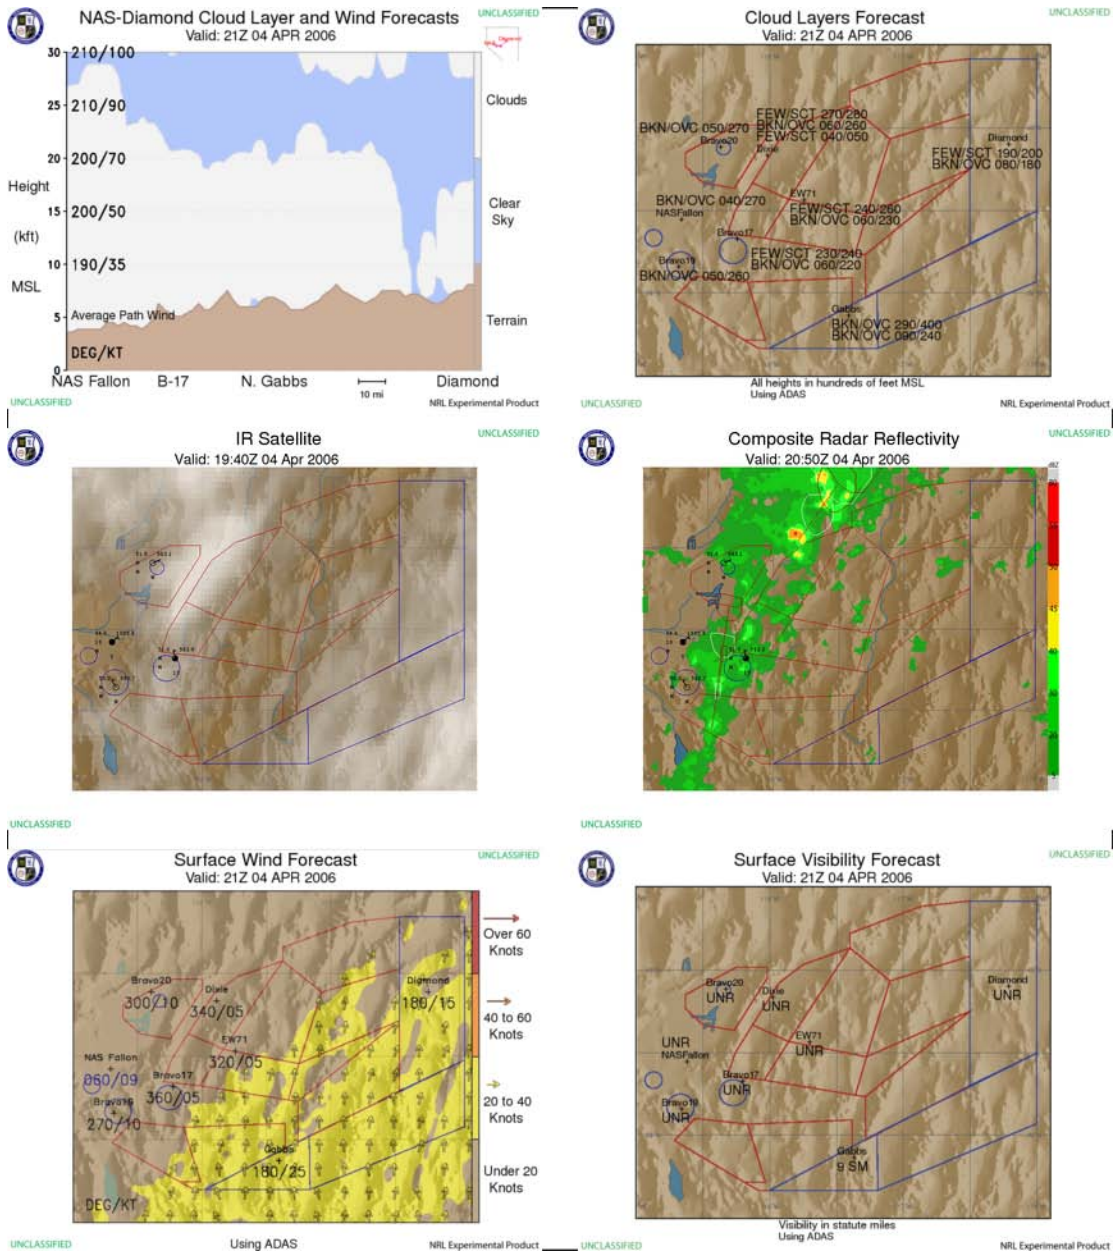 NAS-Diamond Cloud Layer and Wind Forecasts
UNCLASSIFIED
Valid: 21Z 04 APR 2006
30
210/100
25
210/90
Clouds
20
200/70
Height
15
200/50
Clear
Sky
(kft)
10
190/35
MSL
5
Average Path Wind
Terrain
DEG/KT
0
NAS Fallon
B-17
N. Gabbs
10 mi
Diamond
UNCLASSIFIED
NRL Experimental Product
Cloud Layers Forecast
UNCLASSIFIED
Valid: 21Z 04 APR 2006
FEW/SCT 270/280
BKN/OVC 050/270
BKN/OVC 060/260
FEW/SCT 040/050
Bravo20
Dixie
Diamond
FEW/SCT 190/200
BKN/OVC 080/180
EW71
BKN/OVC 040/270
FEW/SCT 240/260
NASFallon
BKN/OVC 060/230
Bravo17
FEW/SCT 230/240
Bravo19
BKN/OVC 060/220
BKN/OVC 050/260
Gabbs
BKN/OVC 290/400
BKN/OVC 090/240
All heights in hundreds of feet MSL
Using ADAS
UNCLASSIFIED
NRL Experimental Product
IR Satellite
UNCLASSIFIED
Valid: 19:40Z 04 Apr 2006
UNCLASSIFIED
Composite Radar Reflectivity
UNCLASSIFIED
Valid: 20:50Z 04 Apr 2006
UNCLASSIFIED
Surface Wind Forecast
UNCLASSIFIED
Valid: 21Z 04 APR 2006
Over 60
Knots
Bravo20
Dixie
Diamond
300/10
340/05
180/15
40 to 60
Knots
EW71
320/05
NAS Fallon
060/09
Bravo17
360/05
20 to 40
Knots
Bravo19
270/10
Gabbs
180/25
Under 20
Knots
DEG/KT
UNCLASSIFIED
Using ADAS
NRL Experimental Product
Surface Visibility Forecast
UNCLASSIFIED
Valid: 21Z 04 APR 2006
Bravo20
UNR
Dixie
UNR
Diamond
UNR
EW71
UNR
UNR
NASFallon
Bravo17
UNR
Bravo19
UNR
Gabbs
9 SM
Visibility in statute miles
Using ADAS
UNCLASSIFIED
NRL Experimental Product